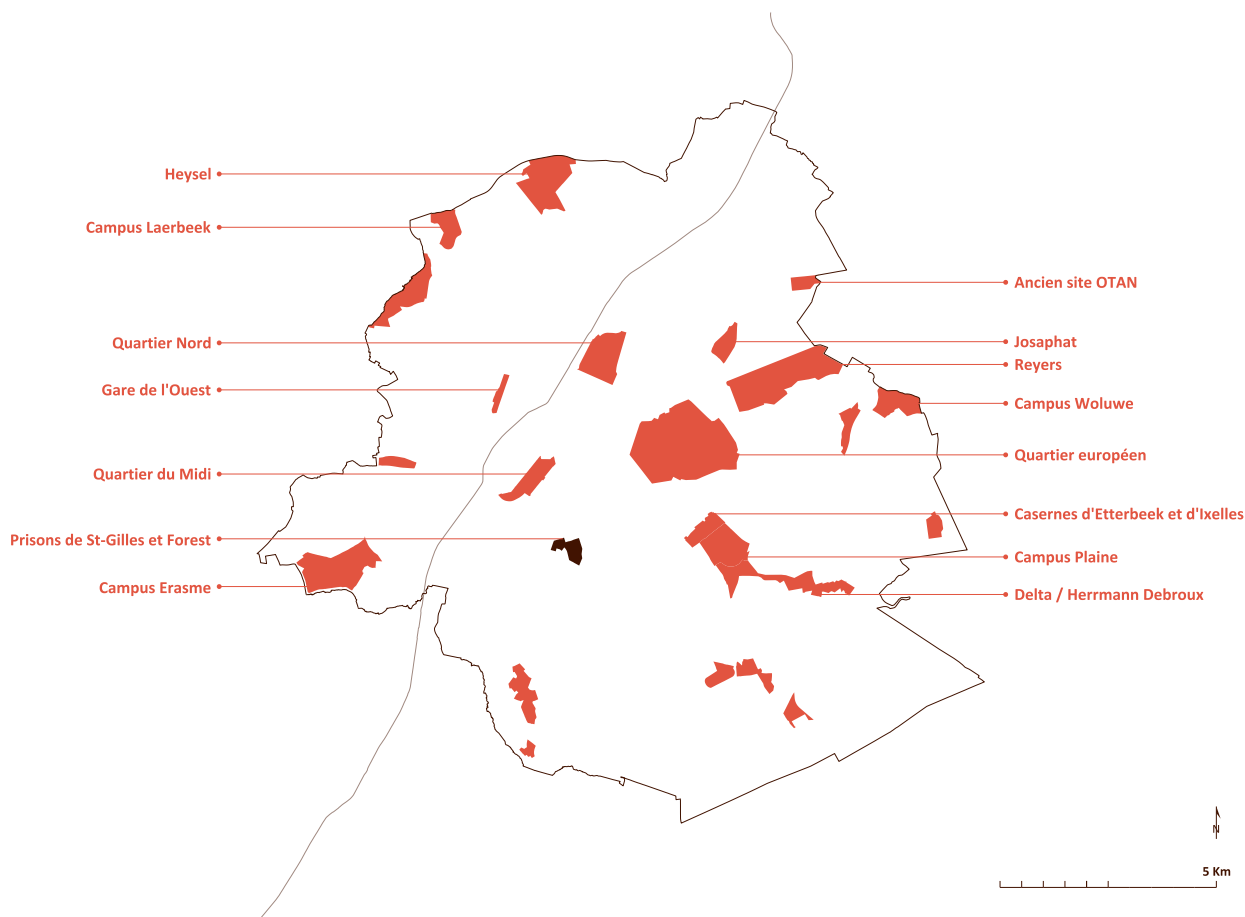 Heysel
Campus Laerbeek
Ancien site OTAN
Quartier Nord
Josaphat
Reyers
Gare de l'Ouest
Campus Woluwe
Quartier européen
Quartier du Midi
Casernes d'Etterbeek et d'Ixelles
Prisons de St-Gilles et Forest
Campus Plaine
Campus Erasme
Delta / Herrmann Debroux
N
5 Km